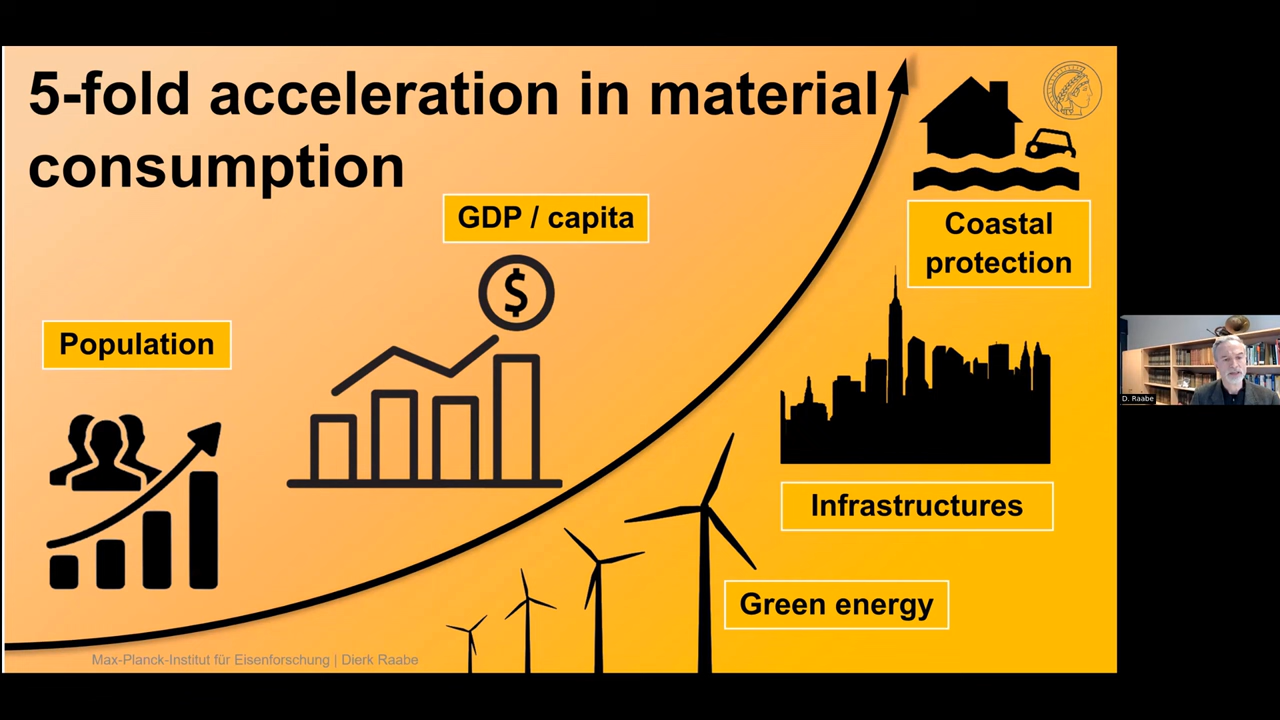 5-fold acceleration in material
consumption
GDP / capita
$
Population
Coastal
protection
Infrastructures
Green energy
Max-Planck-Institut für Eisenforschung | Dierk Raabe
D. Raabe